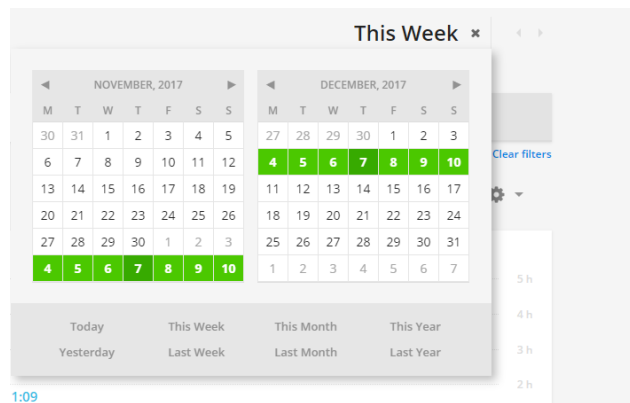 This Week ×
◄ NOVEMBER, 2017 ► ◄ DECEMBER, 2017 ►
M T W T F S S M T W T F S S
30 31 1 2 3 4 5 27 28 29 30 1 2 3
6 7 8 9 10 11 12 4 5 6 7 8 9 10
Clear filters
13 14 15 16 17 18 19 11 12 13 14 15 16 17
20 21 22 23 24 25 26 18 19 20 21 22 23 24
27 28 29 30 1 2 3 25 26 27 28 29 30 31
4 5 6 7 8 9 10 1 2 3 4 5 6 7
5 h
4 h
Today This Week This Month This Year
Yesterday Last Week Last Month Last Year
3 h
2 h
1:09